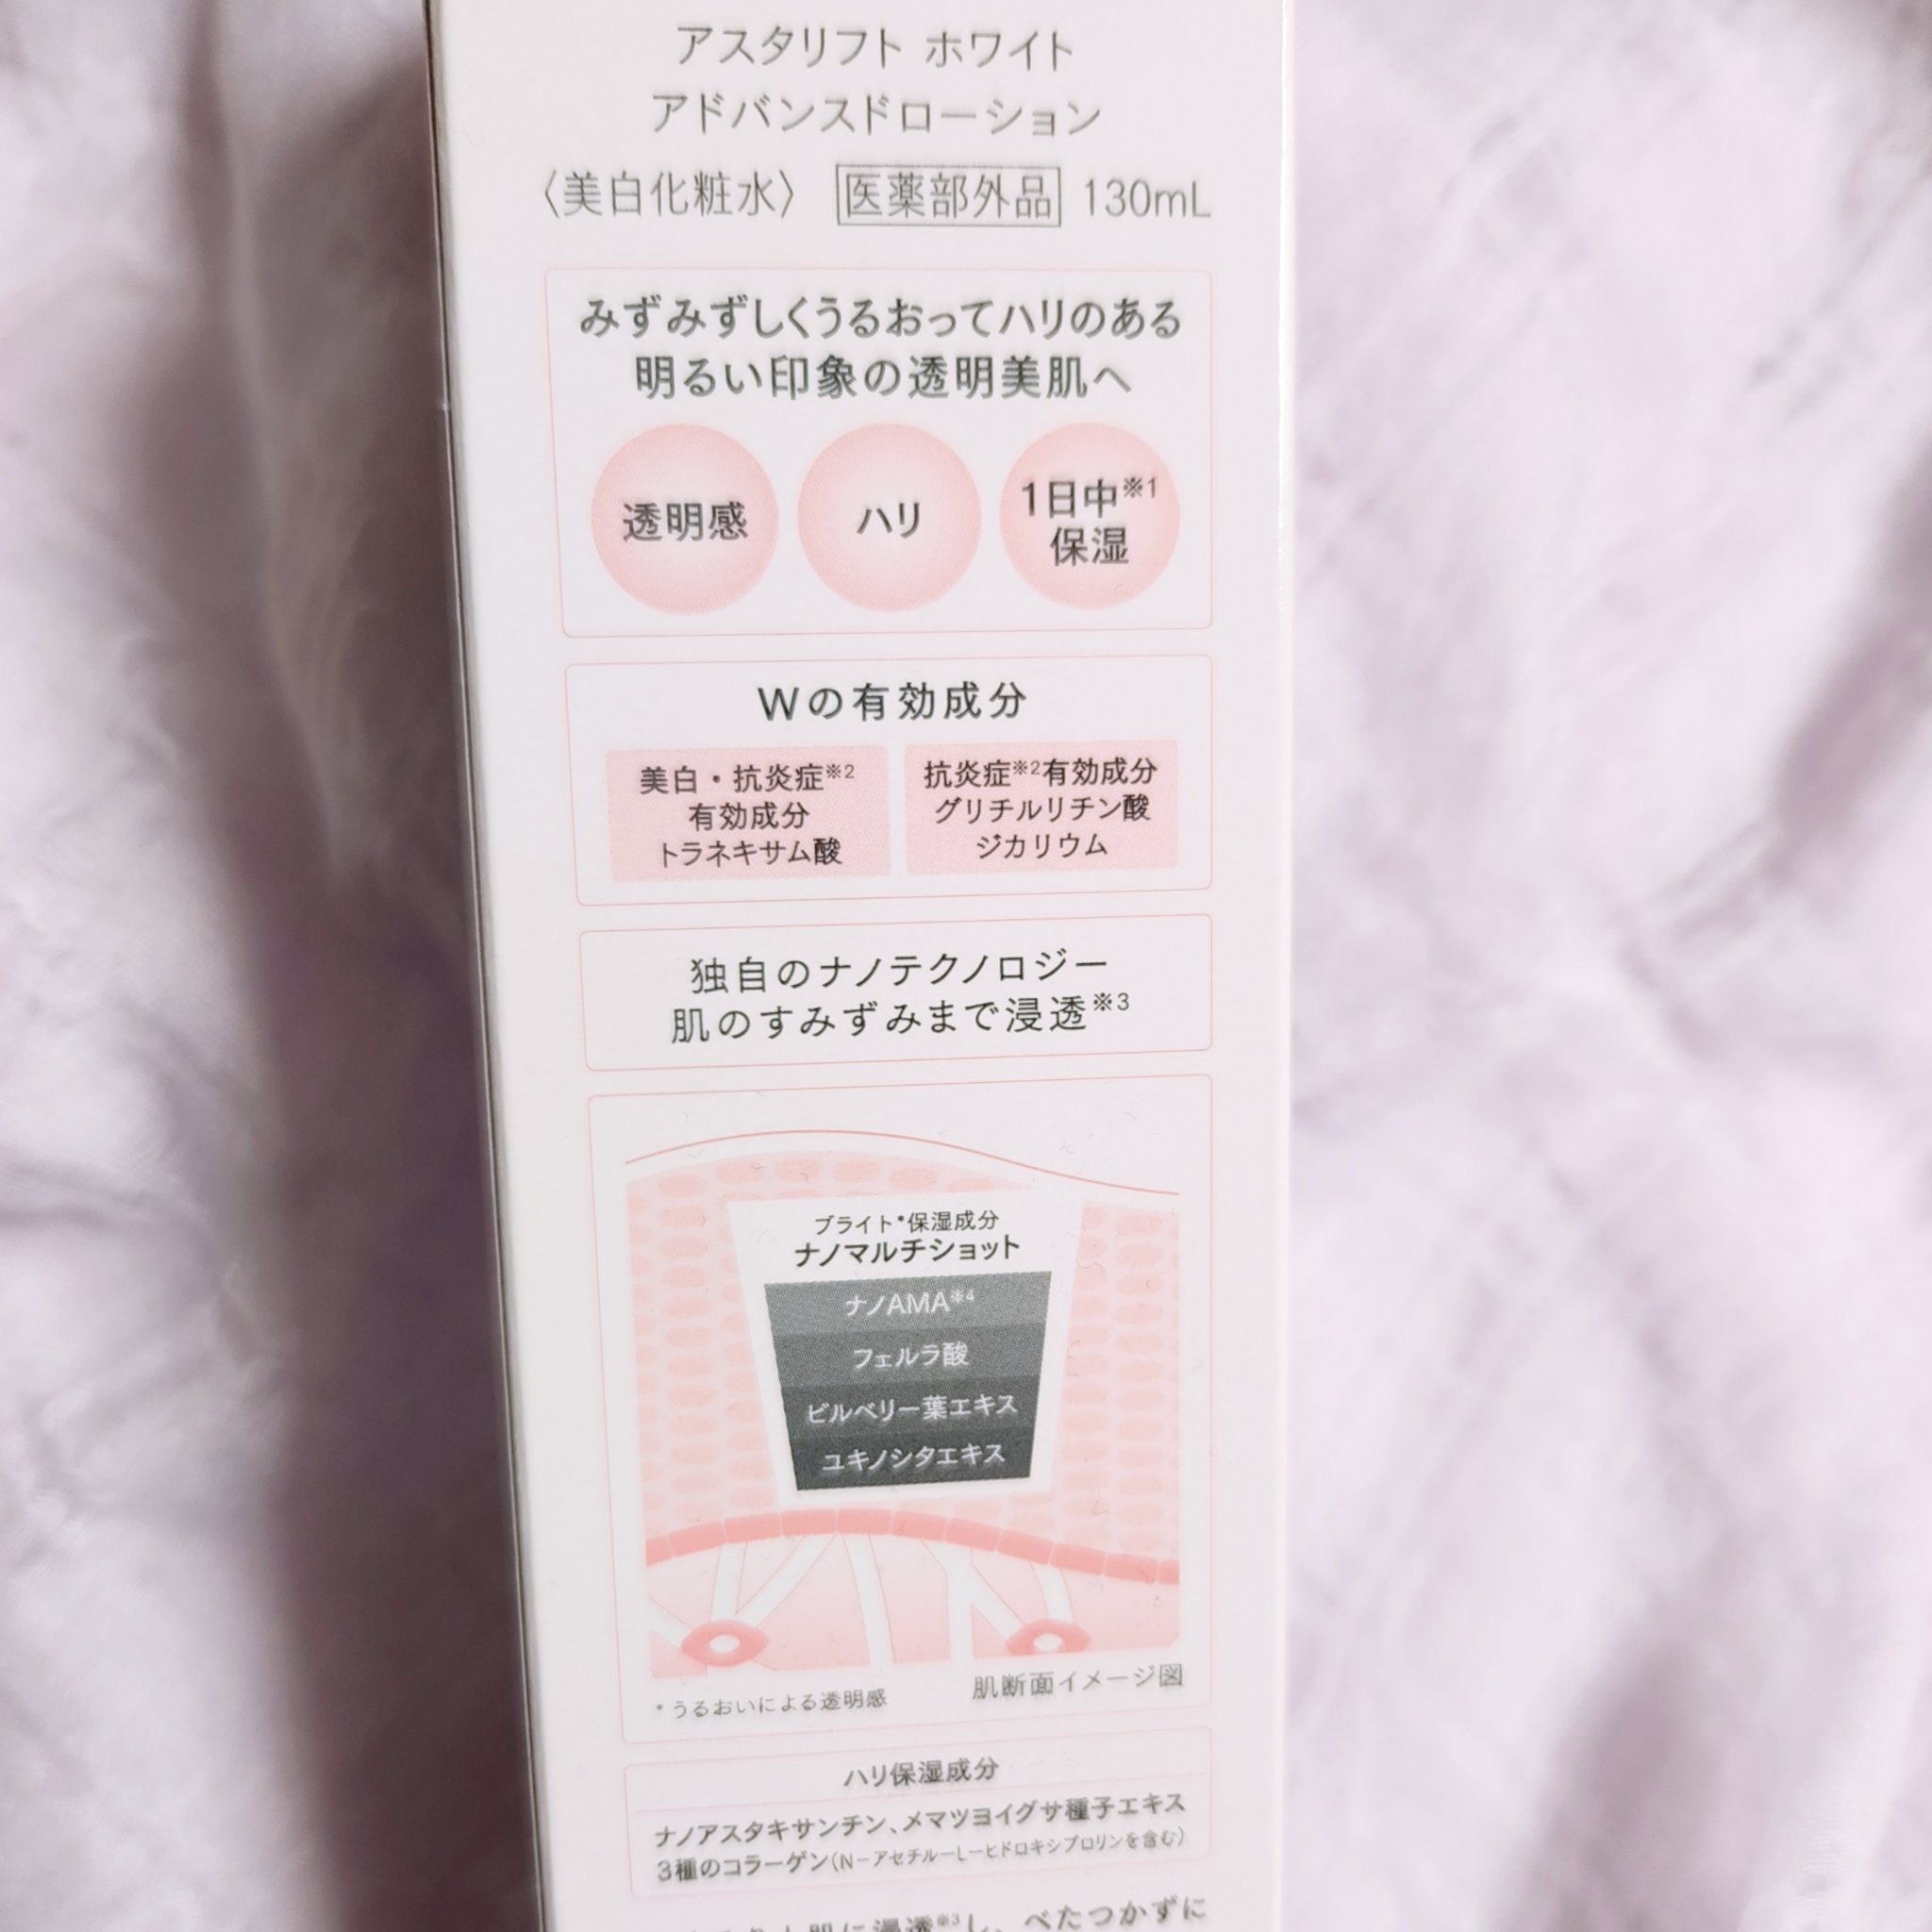 アスタリフト ホワイト
アドバンスドローション
〈美白化粧水〉 医薬部外品 130mL
みずみずしくうるおってハリのある
明るい印象の透明美肌へ
透明感
ハリ
1日中※1
保湿
Wの有効成分
美白・抗炎症※2
有効成分
トラネキサム酸
抗炎症※2有効成分
グリチルリチン酸
ジカリウム
独自のナノテクノロジー
肌のすみずみまで浸透※3
ブライト*保湿成分
ナノマルチショット
ナノAMA※4
フェルラ酸
ビルベリー葉エキス
ユキノシタエキス
*うるおいによる透明感
肌断面イメージ図
ハリ保湿成分
ナノアスタキサンチン、メマツヨイグサ種子エキス
3種のコラーゲン(N-アセチル-L-ヒドロキシプロリンを含む)
肌に浸透※3し、べたつかずに